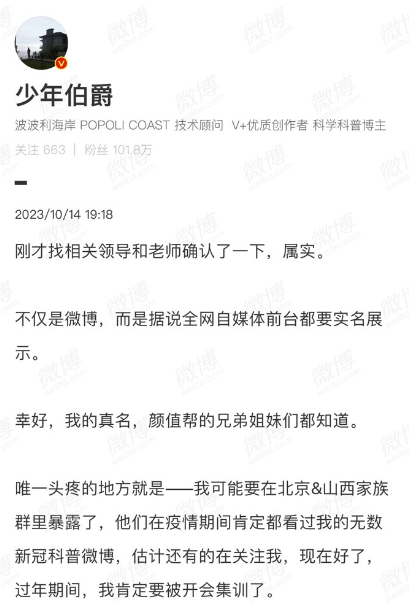 少年伯爵
波波利海岸 POPOLI COAST 技术顾问 V+优质创作者 科学科普博主
关注 663 | 粉丝 101.8万
2023/10/14 19:18
刚才找相关领导和老师确认了一下，属实。
不仅是微博，而是据说全网自媒体前台都要实名展
示。
幸好，我的真名，颜值帮的兄弟姐妹们都知道。
唯一头疼的地方就是——我可能要在北京&山西家族
群里暴露了，他们在疫情期间肯定都看过我的无数
新冠科普微博，估计还有的在关注我，现在好了，
过年期间，我肯定要被开会集训了。